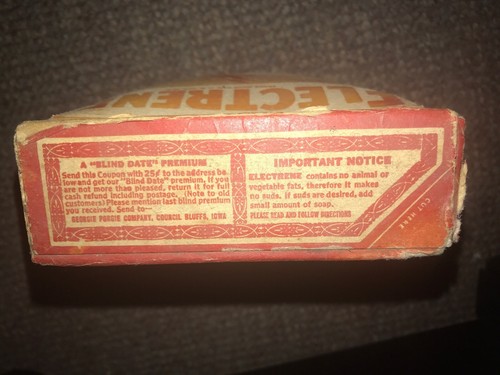 ELECTRENE
A "BLIND DATE" PREMIUM
Send this Coupon with 25¢ to the address be
low and get our "Blind Date" premium. If you
are not more than pleased, return it for full
cash refund including postage. (Note to old
customers) Please mention last blind premium
you received. Send to—
GEORGIE PORGIE COMPANY, COUNCIL BLUFFS, IOWA
IMPORTANT NOTICE
ELECTRENE contains no animal or
vegetable fats, therefore it makes
no suds. If suds are desired, add
small amount of soap.
PLEASE READ AND FOLLOW DIRECTIONS
CUT HERE